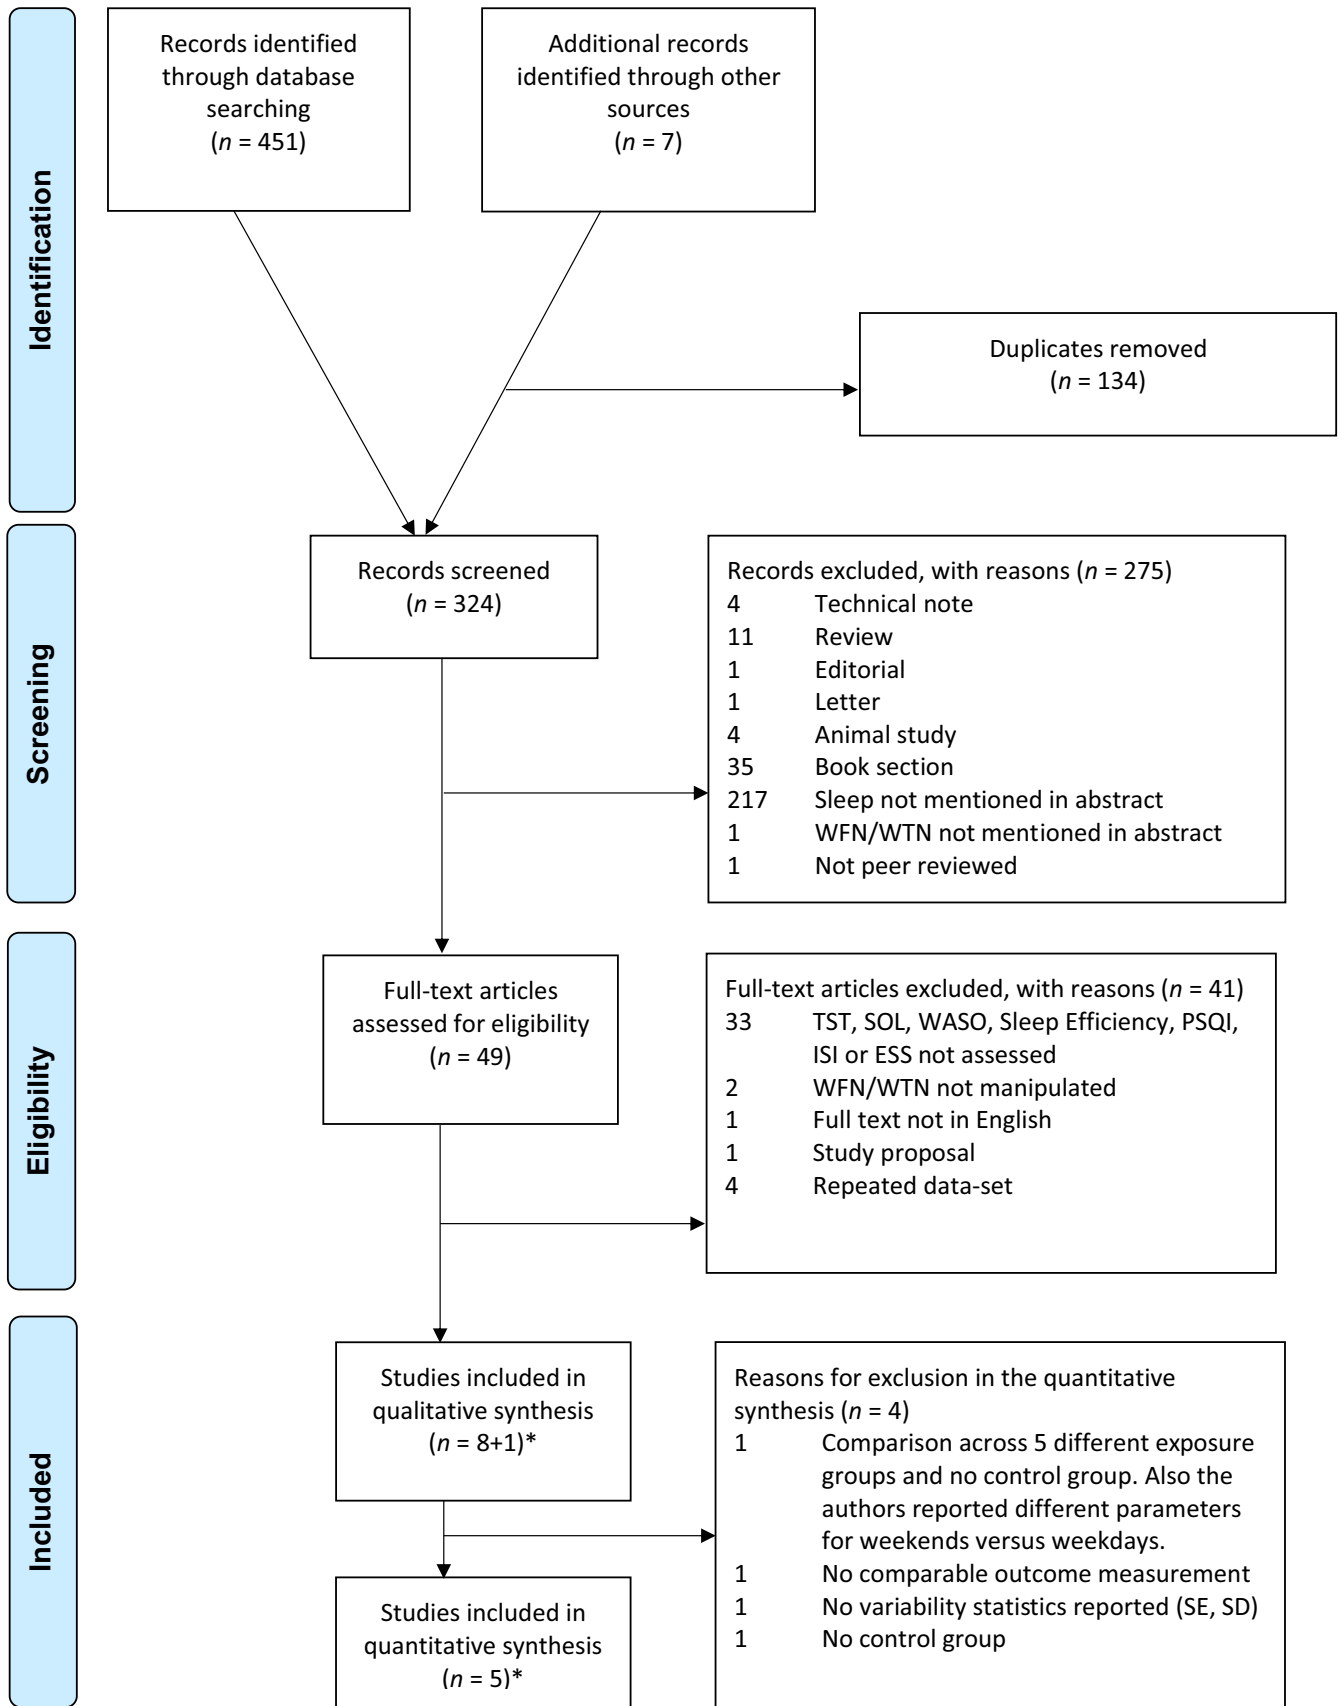 Identification
Records identified
through database
searching
(n = 451)
Additional records
identified through other
sources
(n = 7)
Duplicates removed
(n = 134)
Screening
Records screened
(n = 324)
Records excluded, with reasons (n = 275)
4 Technical note
11 Review
1 Editorial
1 Letter
4 Animal study
35 Book section
217 Sleep not mentioned in abstract
1 WFN/WTN not mentioned in abstract
1 Not peer reviewed
Eligibility
Full-text articles
assessed for eligibility
(n = 49)
Full-text articles excluded, with reasons (n = 41)
33 TST, SOL, WASO, Sleep Efficiency, PSQI,
ISI or ESS not assessed
2 WFN/WTN not manipulated
1 Full text not in English
1 Study proposal
4 Repeated data-set
Included
Studies included in
qualitative synthesis
(n = 8+1)*
Reasons for exclusion in the quantitative
synthesis (n = 4)
1 Comparison across 5 different exposure
groups and no control group. Also the
authors reported different parameters
for weekends versus weekdays.
1 No comparable outcome measurement
1 No variability statistics reported (SE, SD)
1 No control group
Studies included in
quantitative synthesis
(n = 5)*